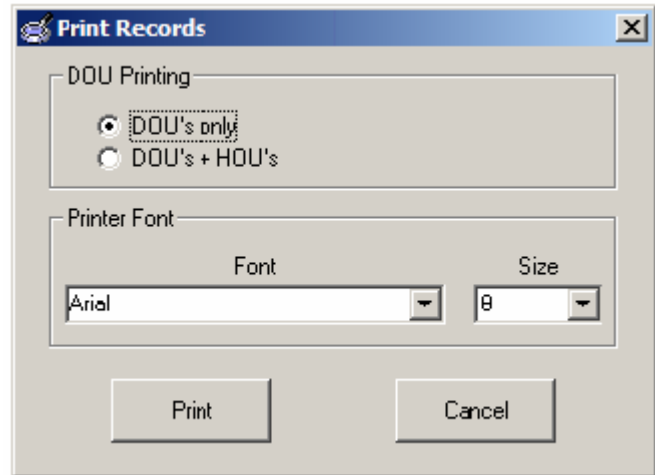 Print Records
DOU Printing
DOU's only
DOU's + HOU's
Printer Font
Font Size
Arial 8
Print Cancel